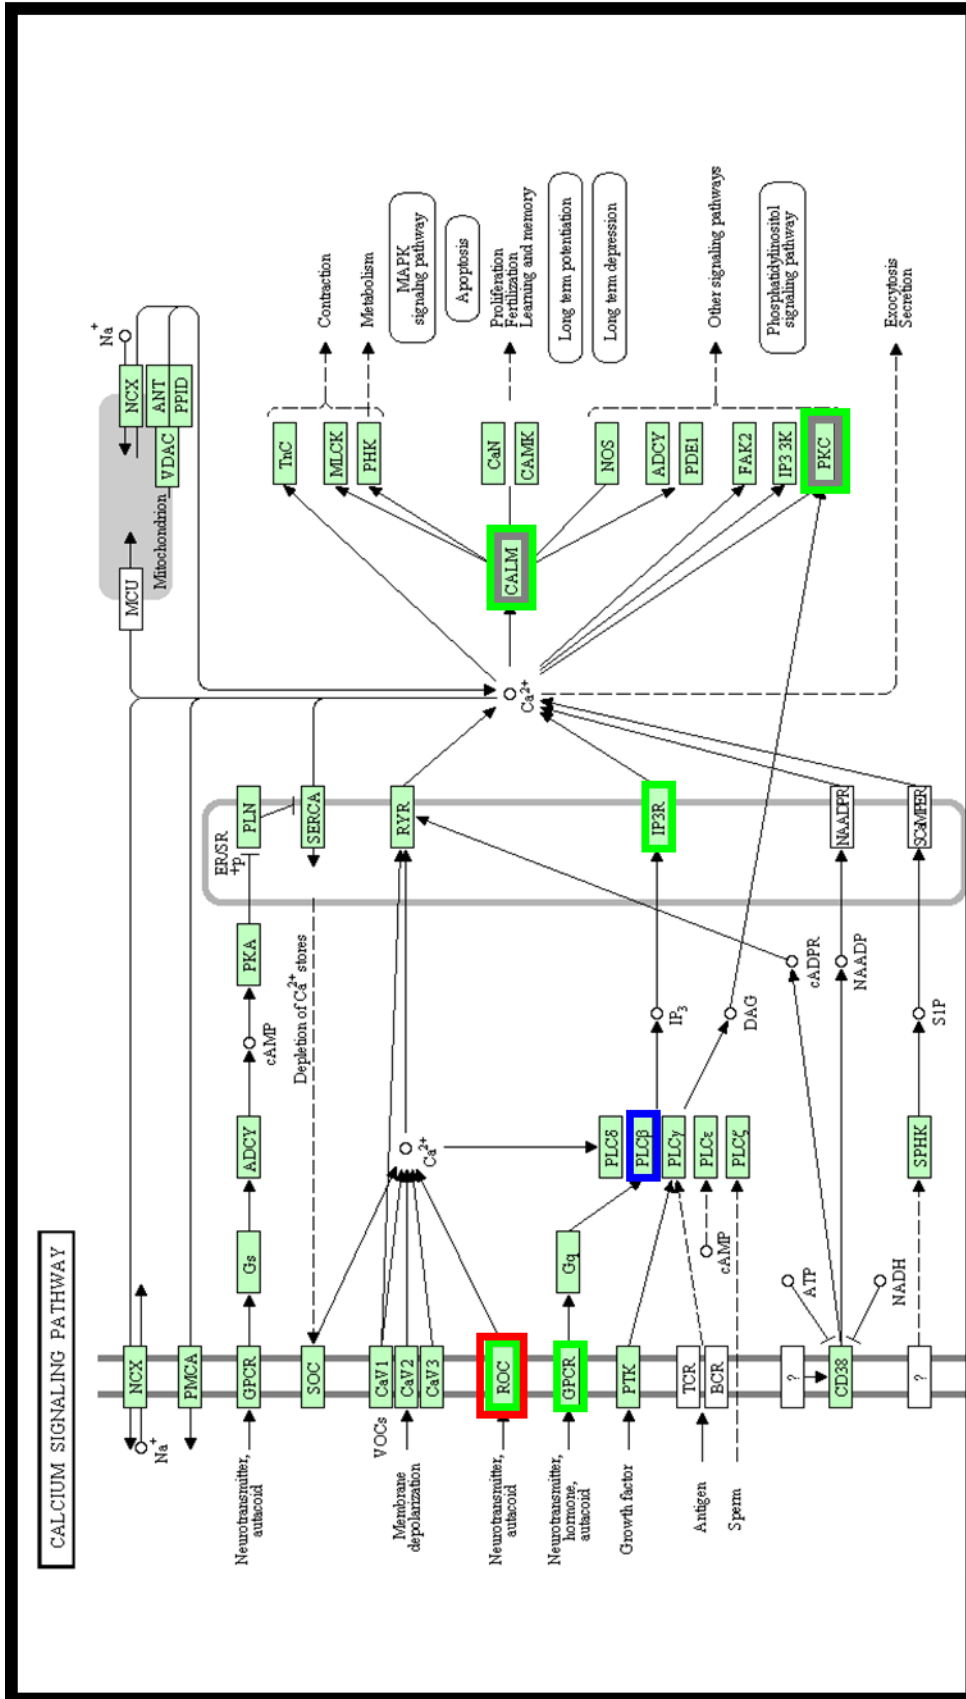 CALCIUM SIGNALING PATHWAY
NCX
Na+
PMCA
Neurotransmitter,
autacoid
GPCR
Gs
ADCY
cAMP
PKA
+P
ER/SR
PLN
SERCA
SOC
Depletion of Ca2+ stores
VOCs
Membrane
depolarization
CaV1
CaV2
CaV3
Ca2+
RYR
Neurotransmitter,
autacoid
ROC
Neurotransmitter,
hormone,
autacoid
GPCR
Gq
PLCδ
PLCβ
PLCγ
PLCε
PLCζ
IP3
IP3R
DAG
Growth factor
PTK
Antigen
TCR
BCR
Sperm
cAMP
ATP
NADH
?
CD38
cADPR
NAADP
NAADPR
?
SPHK
S1P
SCaMPER
MCU
Mitochondrion
VDAC
NCX
ANT
PPID
Na+
Ca2+
CALM
TnC
MLCK
PHK
CaN
CAMK
NOS
ADCY
PDE1
FAK2
IP3 3K
PKC
Contraction
Metabolism
MAPK
signaling pathway
Apoptosis
Proliferation
Fertilization
Learning and memory
Long term potentiation
Long term depression
Other signaling pathways
Phosphatidylinositol
signaling pathway
Exocytosis
Secretion